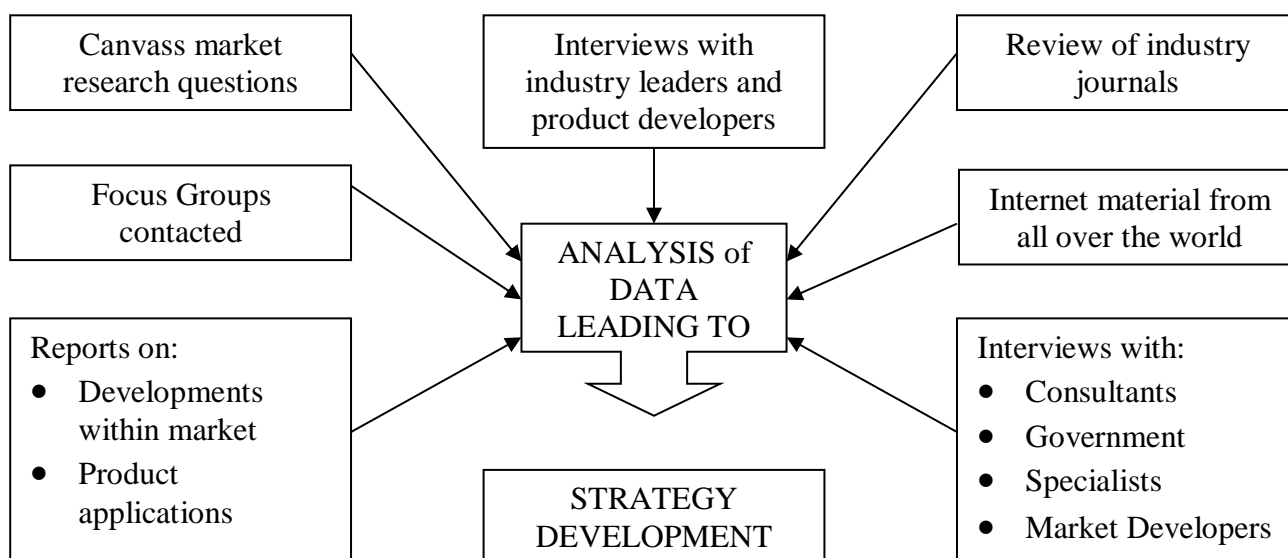 Canvass market
research questions
Interviews with
industry leaders and
product developers
Review of industry
journals
Focus Groups
contacted
Internet material from
all over the world
ANALYSIS of
DATA
LEADING TO
Reports on:
● Developments
within market
● Product
applications
Interviews with:
● Consultants
● Government
● Specialists
● Market Developers
STRATEGY
DEVELOPMENT